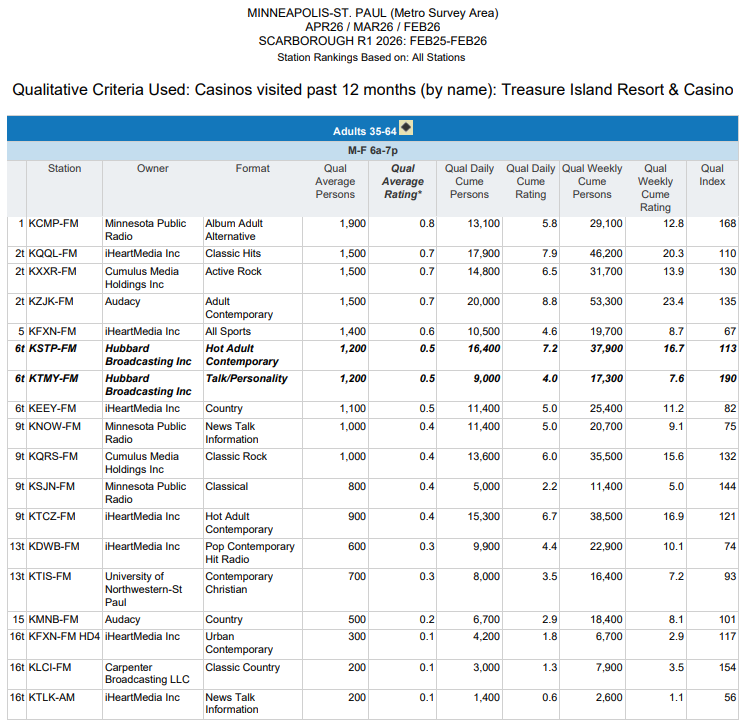 MINNEAPOLIS-ST. PAUL (Metro Survey Area)
APR26 / MAR26 / FEB26
SCARBOROUGH R1 2026: FEB25-FEB26
Station Rankings Based on: All Stations
Qualitative Criteria Used: Casinos visited past 12 months (by name): Treasure Island Resort & Casino
Adults 35-64
M-F 6a-7p
Station Owner Format Qual Average Persons Qual Average Rating* Qual Daily Cume Persons Qual Daily Cume Rating Qual Weekly Cume Persons Qual Weekly Cume Rating Qual Index
1 KCMP-FM Minnesota Public Radio Album Adult Alternative 1,900 0.8 13,100 5.8 29,100 12.8 168
2t KQQL-FM iHeartMedia Inc Classic Hits 1,500 0.7 17,900 7.9 46,200 20.3 110
2t KXXR-FM Cumulus Media Holdings Inc Active Rock 1,500 0.7 14,800 6.5 31,700 13.9 130
2t KZJK-FM Audacy Adult Contemporary 1,500 0.7 20,000 8.8 53,300 23.4 135
5 KFXN-FM iHeartMedia Inc All Sports 1,400 0.6 10,500 4.6 19,700 8.7 67
6t KSTP-FM Hubbard Broadcasting Inc Hot Adult Contemporary 1,200 0.5 16,400 7.2 37,900 16.7 113
6t KTMY-FM Hubbard Broadcasting Inc Talk/Personality 1,200 0.5 9,000 4.0 17,300 7.6 190
6t KEEY-FM iHeartMedia Inc Country 1,100 0.5 11,400 5.0 25,400 11.2 82
9t KNOW-FM Minnesota Public Radio News Talk Information 1,000 0.4 11,400 5.0 20,700 9.1 75
9t KQRS-FM Cumulus Media Holdings Inc Classic Rock 1,000 0.4 13,600 6.0 35,500 15.6 132
9t KSJN-FM Minnesota Public Radio Classical 800 0.4 5,000 2.2 11,400 5.0 144
9t KTCZ-FM iHeartMedia Inc Hot Adult Contemporary 900 0.4 15,300 6.7 38,500 16.9 121
13t KDWB-FM iHeartMedia Inc Pop Contemporary Hit Radio 600 0.3 9,900 4.4 22,900 10.1 74
13t KTIS-FM University of Northwestern-St Paul Contemporary Christian 700 0.3 8,000 3.5 16,400 7.2 93
15 KMNB-FM Audacy Country 500 0.2 6,700 2.9 18,400 8.1 101
16t KFXN-FM HD4 iHeartMedia Inc Urban Contemporary 300 0.1 4,200 1.8 6,700 2.9 117
16t KLCI-FM Carpenter Broadcasting LLC Classic Country 200 0.1 3,000 1.3 7,900 3.5 154
16t KTLK-AM iHeartMedia Inc News Talk Information 200 0.1 1,400 0.6 2,600 1.1 56